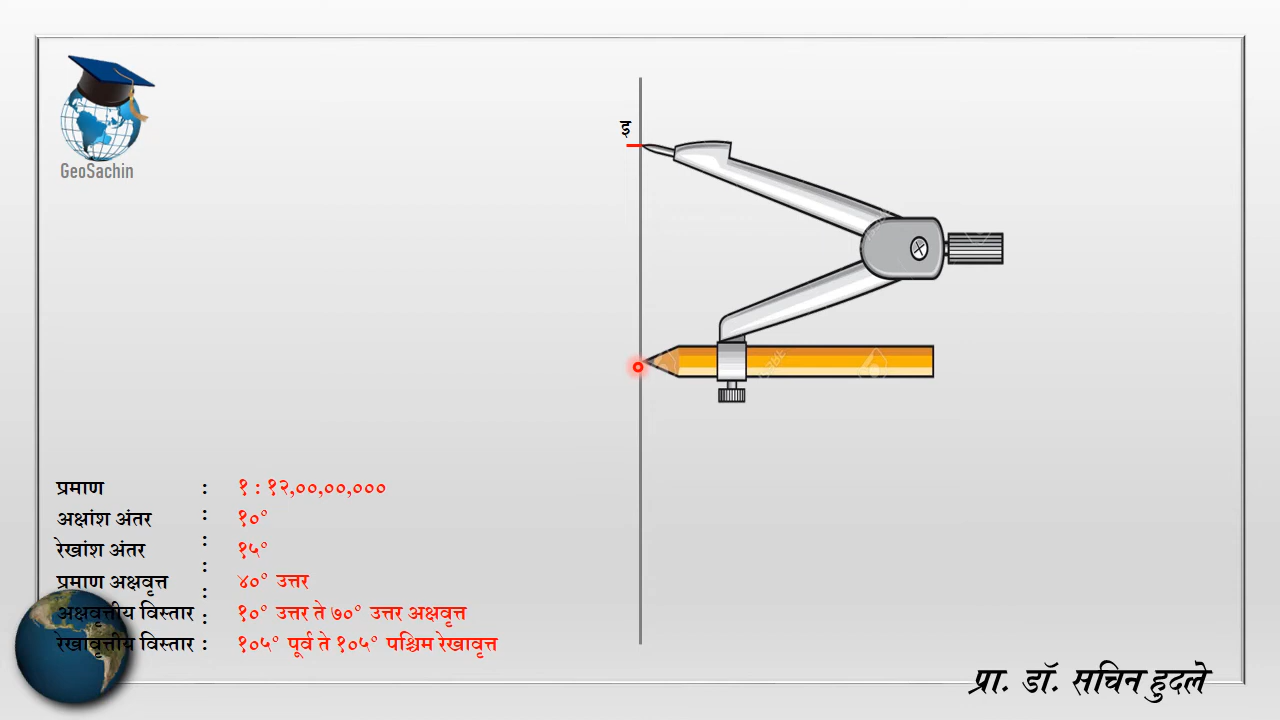 GeoSachin
इ
प्रमाण : १ : १२,००,००,०००
अक्षांश अंतर : १०°
रेखांश अंतर : १५°
प्रमाण अक्षवृत्त : ४०° उत्तर
अक्षवृत्तीय विस्तार : १०° उत्तर ते ७०° उत्तर अक्षवृत्त
रेखावृत्तीय विस्तार : १०५° पूर्व ते १०५° पश्चिम रेखावृत्त
प्रा. डॉ. सचिन हुदले